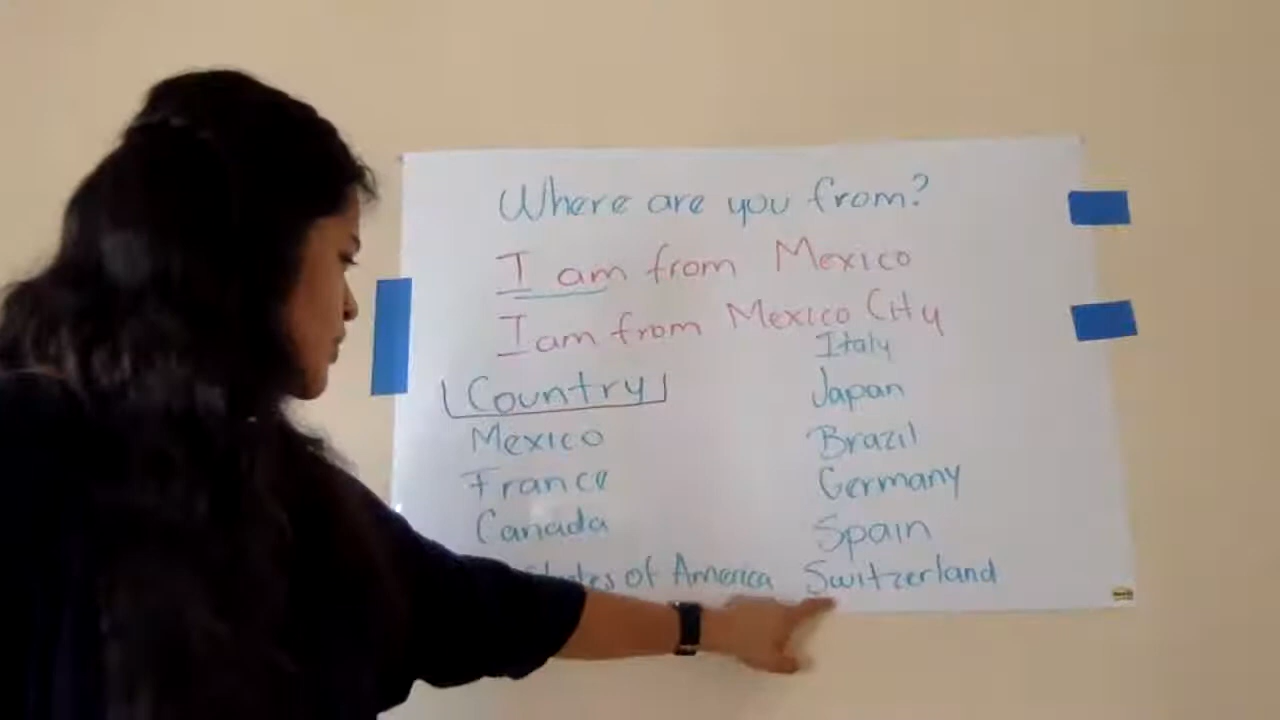 Where are you from?
I am from Mexico
I am from Mexico City
Country
Mexico
France
Canada
States of America
Italy
Japan
Brazil
Germany
Spain
Switzerland